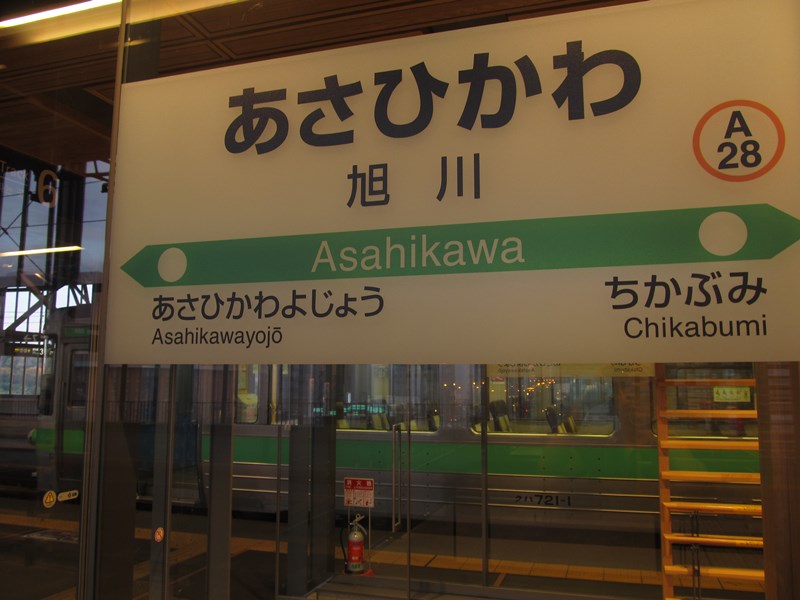 あさひかわ
旭川
A
28
Asahikawa
あさひかわよじょう
Asahikawayojō
ちかぶみ
Chikabumi
6
クハ721-1
消火器